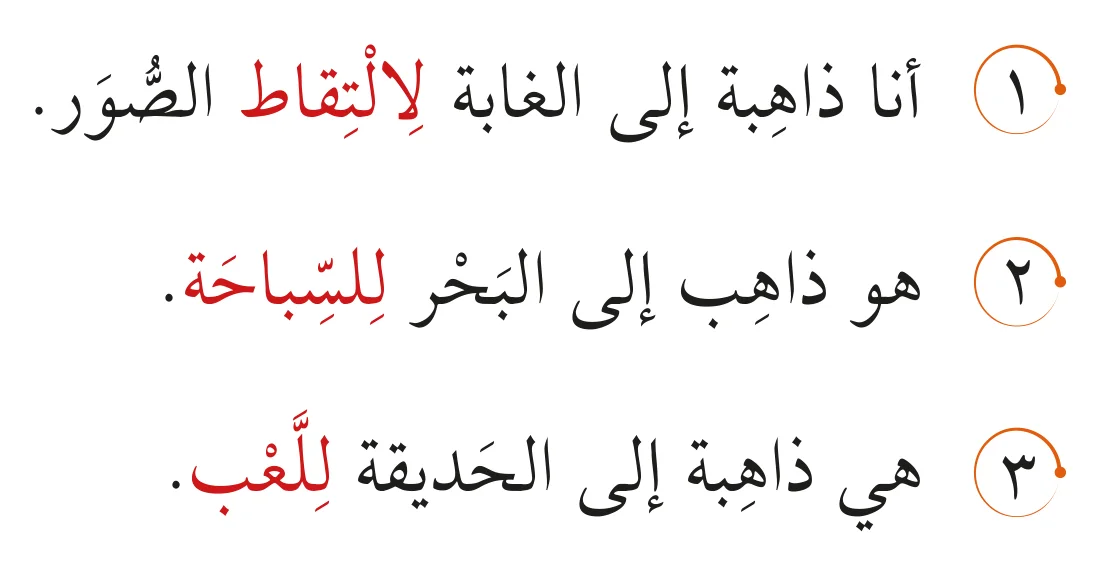 ١ أنا ذاهِبة إلى الغابة لِالْتِقاط الصُّوَر.
٢ هو ذاهِب إلى البَحْر لِلسِّباحَة.
٣ هي ذاهِبة إلى الحَديقة لِلَّعْب.